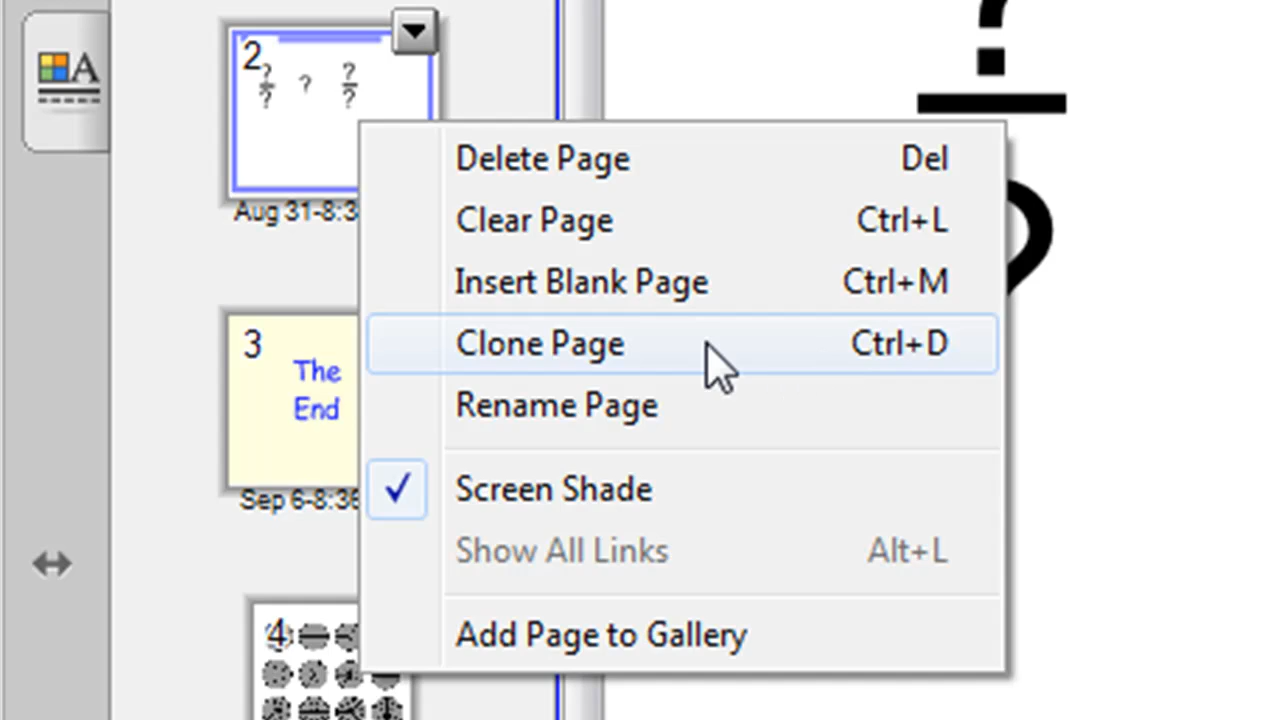 A
2
? ? ?
? ?
Aug 31-8:3
3
The
End
Sep 6-8:36
4
?
?
Delete Page Del
Clear Page Ctrl+L
Insert Blank Page Ctrl+M
Clone Page Ctrl+D
Rename Page
Screen Shade
Show All Links Alt+L
Add Page to Gallery